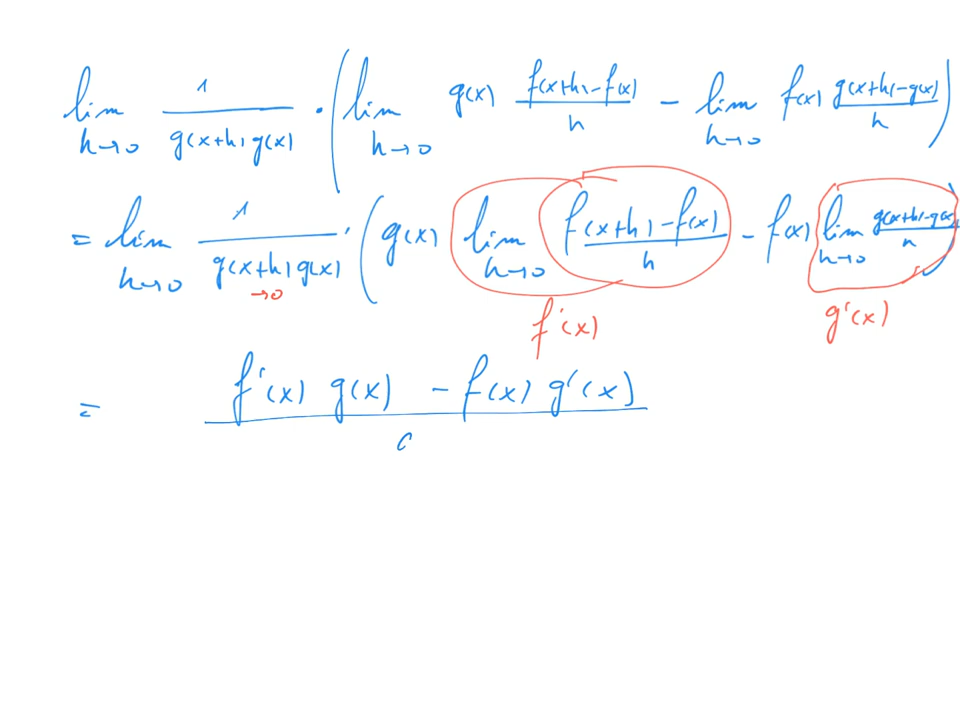 lim h→0 1/(g(x+h) g(x)) · ( lim h→0 g(x) (f(x+h)-f(x))/h - lim h→0 f(x) (g(x+h)-g(x))/h )
= lim h→0 1/(g(x+h) g(x)) · ( g(x) lim h→0 (f(x+h)-f(x))/h - f(x) lim h→0 (g(x+h)-g(x))/h )
→0
f'(x) g'(x)
= f'(x) g(x) - f(x) g'(x)